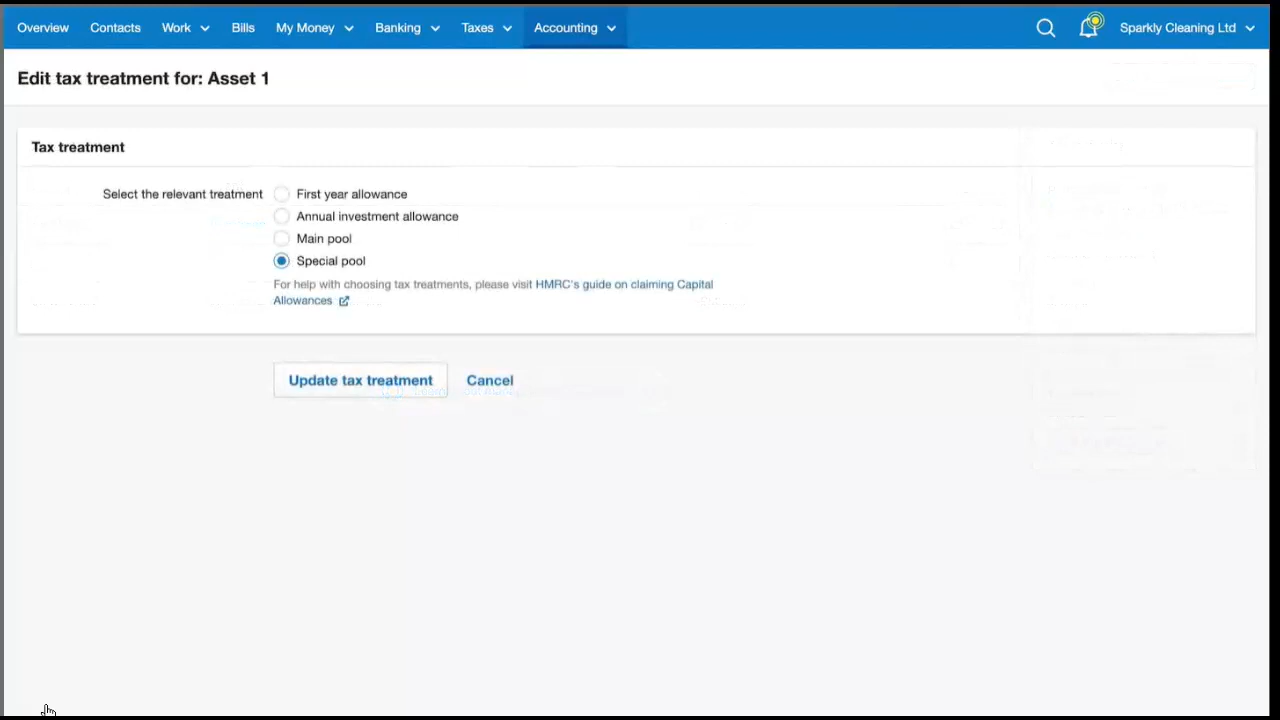 Overview Contacts Work Bills My Money Banking Taxes Accounting Sparkly Cleaning Ltd
Edit tax treatment for: Asset 1
Tax treatment
Select the relevant treatment First year allowance
Annual investment allowance
Main pool
Special pool
For help with choosing tax treatments, please visit HMRC's guide on claiming Capital
Allowances
Update tax treatment Cancel